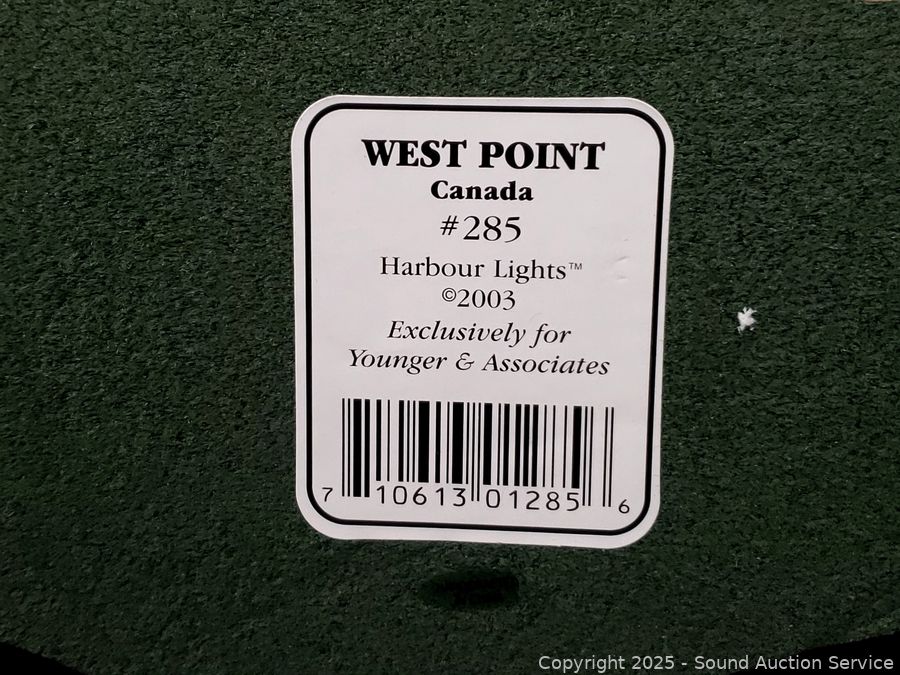 WEST POINT
Canada
#285
Harbour Lights™
©2003
Exclusively for
Younger & Associates
7 10613 01285 6
Copyright 2025 - Sound Auction Service